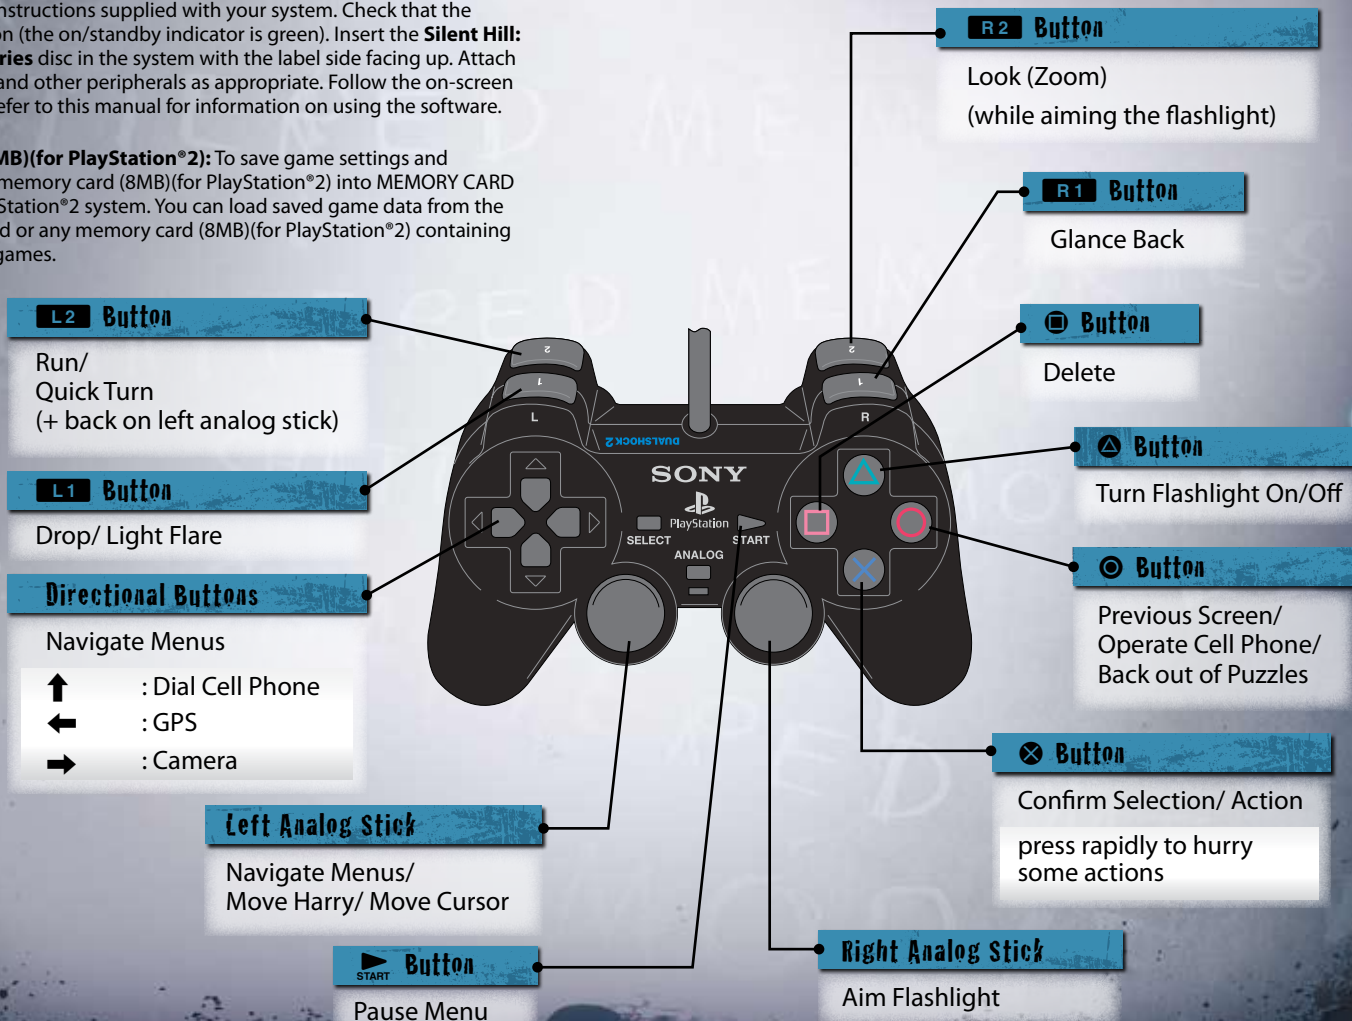 nstructions supplied with your system. Check that the
on (the on/standby indicator is green). Insert the Silent Hill:
ries disc in the system with the label side facing up. Attach
and other peripherals as appropriate. Follow the on-screen
efer to this manual for information on using the software.
MB)(for PlayStation®2): To save game settings and
memory card (8MB)(for PlayStation®2) into MEMORY CARD
Station®2 system. You can load saved game data from the
d or any memory card (8MB)(for PlayStation®2) containing
games.
R2 Button
Look (Zoom)
(while aiming the flashlight)
R1 Button
Glance Back
Button
Delete
Button
Turn Flashlight On/Off
Button
Previous Screen/
Operate Cell Phone/
Back out of Puzzles
Button
Confirm Selection/ Action
press rapidly to hurry
some actions
L2 Button
Run/
Quick Turn
(+ back on left analog stick)
L1 Button
Drop/ Light Flare
Directional Buttons
Navigate Menus
: Dial Cell Phone
: GPS
: Camera
Left Analog Stick
Navigate Menus/
Move Harry/ Move Cursor
START Button
Pause Menu
Right Analog Stick
Aim Flashlight
2
1
L
2
1
R
DUALSHOCK 2
SONY
PlayStation
SELECT
START
ANALOG